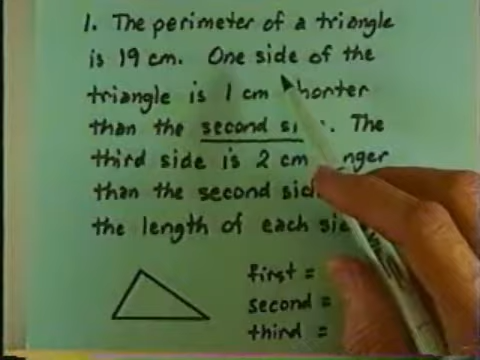 1. The perimeter of a triangle
is 19 cm. One side of the
triangle is 1 cm
than the second. The
third side is 2 cm
than the second
the length of each
first =
second =
third =